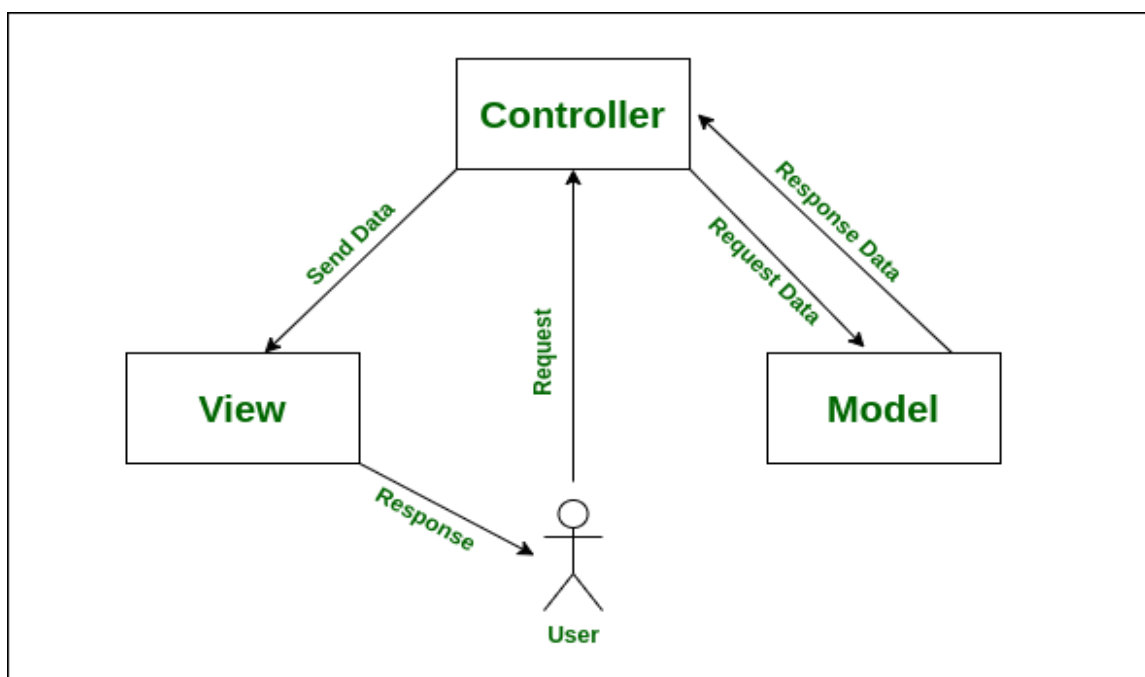 Controller
Send Data
Request
Request Data
Response Data
View
Model
Response
User